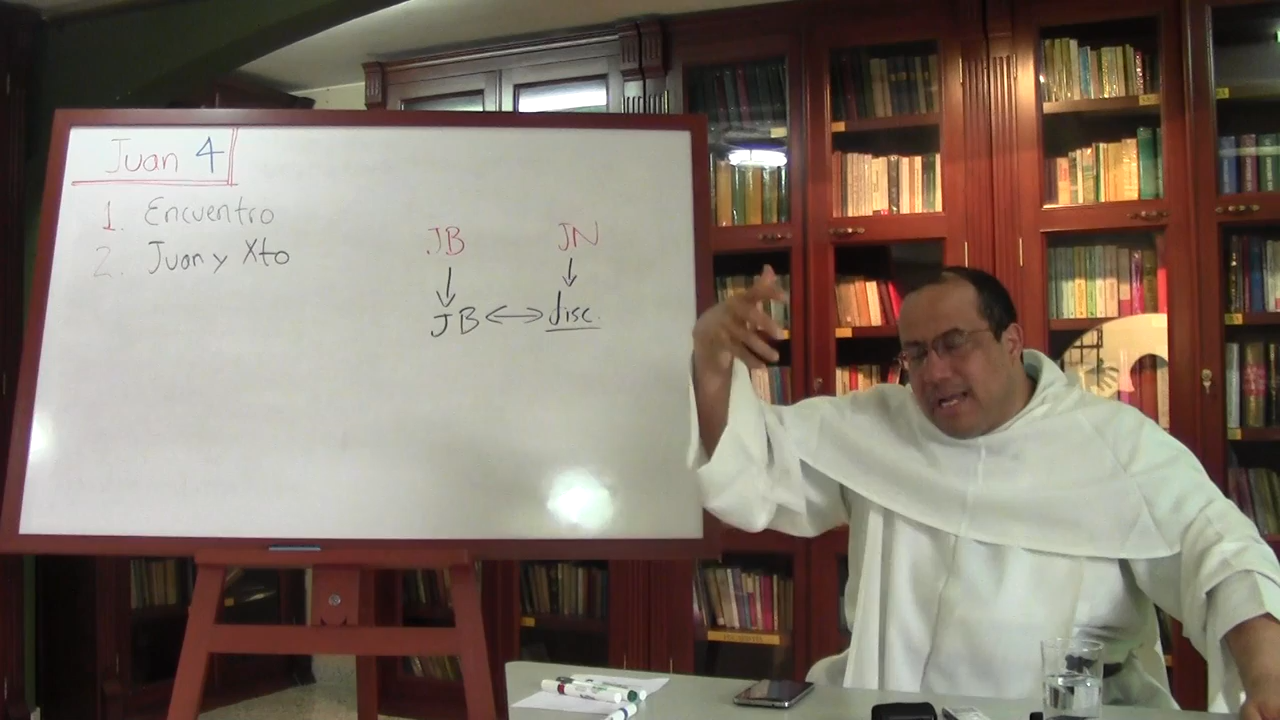 Juan 4
1. Encuentro
2. Juan y Xto
JB JN
JB disc.